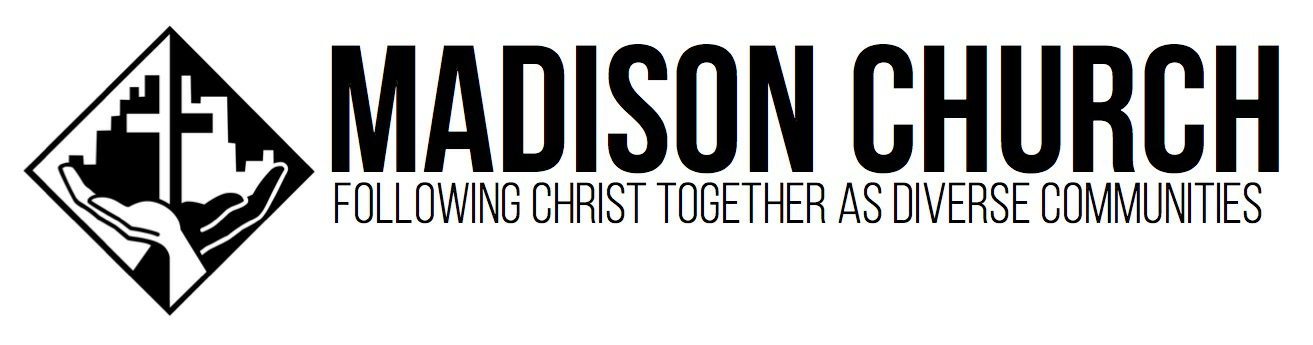 MADISON CHURCH
FOLLOWING CHRIST TOGETHER AS DIVERSE COMMUNITIES